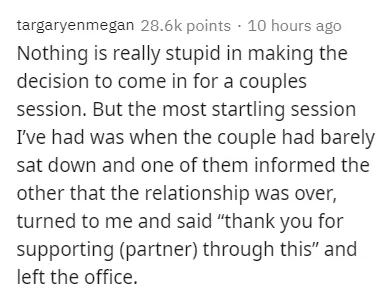 targaryenmegan 28.6k points · 10 hours ago
Nothing is really stupid in making the
decision to come in for a couples
session. But the most startling session
I’ve had was when the couple had barely
sat down and one of them informed the
other that the relationship was over,
turned to me and said “thank you for
supporting (partner) through this” and
left the office.